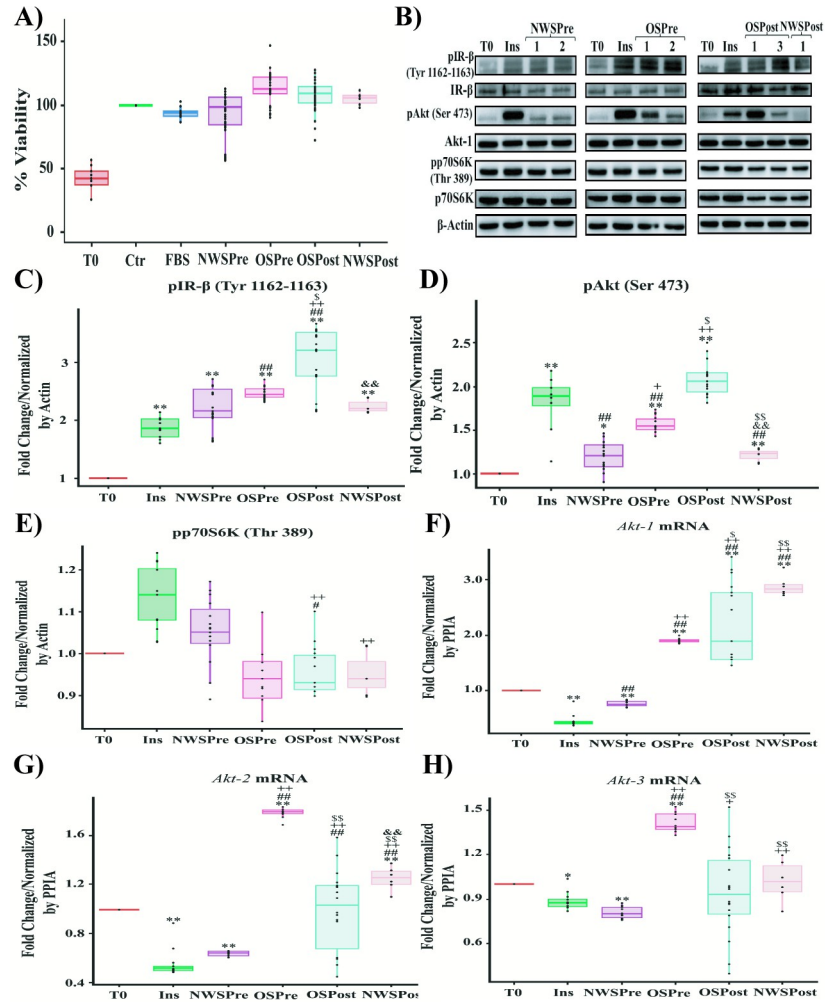 A)
% Viability
150
100
50
0
T0 Ctr FBS NWSPre OSPre OSPost NWSPost
B)
NWSPre OSPre OSPost NWSPost
T0 Ins 1 2 T0 Ins 1 2 T0 Ins 1 3 1
pIR-β
(Tyr 1162-1163)
IR-β
pAkt (Ser 473)
Akt-1
pp70S6K
(Thr 389)
p70S6K
β-Actin
C)
pIR-β (Tyr 1162-1163)
Fold Change/Normalized
by Actin
3
2
1
**
**
##
**
$
++
##
**
&&
**
T0 Ins NWSPre OSPre OSPost NWSPost
D)
pAkt (Ser 473)
Fold Change/Normalized
by Actin
2.5
2.0
1.5
1.0
**
##
*
+
##
**
$
++
**
$$
&&
##
**
T0 Ins NWSPre OSPre OSPost NWSPost
E)
pp70S6K (Thr 389)
Fold Change/Normalized
by Actin
1.2
1.1
1.0
0.9
++
#
++
T0 Ins NWSPre OSPre OSPost NWSPost
F)
Akt-1 mRNA
Fold Change/Normalized
by PPIA
3.0
2.0
1.0
**
##
**
++
##
**
$
++
##
**
$$
++
##
**
T0 Ins NWSPre OSPre OSPost NWSPost
G)
Akt-2 mRNA
Fold Change/Normalized
by PPIA
1.6
1.2
0.8
0.4
**
**
++
##
**
$$
++
##
& &
$$
++
##
**
T0 Ins NWSPre OSPre OSPost NWSPost
H)
Akt-3 mRNA
Fold Change/Normalized
by PPIA
1.5
1.2
0.9
0.6
*
**
++
##
**
$$
+
$$
++
T0 Ins NWSPre OSPre OSPost NWSPost